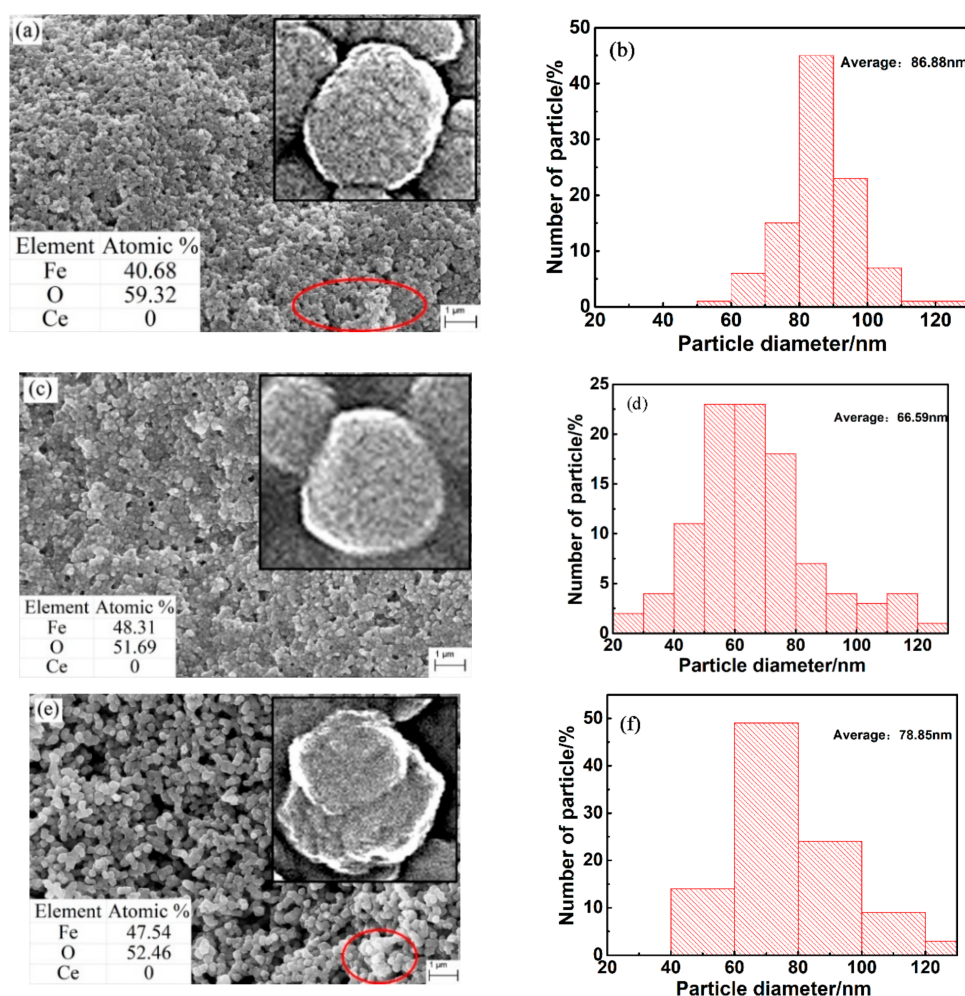 (a)
Element Atomic %
Fe 40.68
O 59.32
Ce 0
1 μm
(b)
Average：86.88nm
Number of particle/%
50
40
30
20
10
0
20 40 60 80 100 120
Particle diameter/nm
(c)
Element Atomic %
Fe 48.31
O 51.69
Ce 0
1 μm
(d)
Average：66.59nm
Number of particle/%
25
20
15
10
5
0
20 40 60 80 100 120
Particle diameter/nm
(e)
Element Atomic %
Fe 47.54
O 52.46
Ce 0
1 μm
(f)
Average：78.85nm
Number of particle/%
50
40
30
20
10
0
20 40 60 80 100 120
Particle diameter/nm